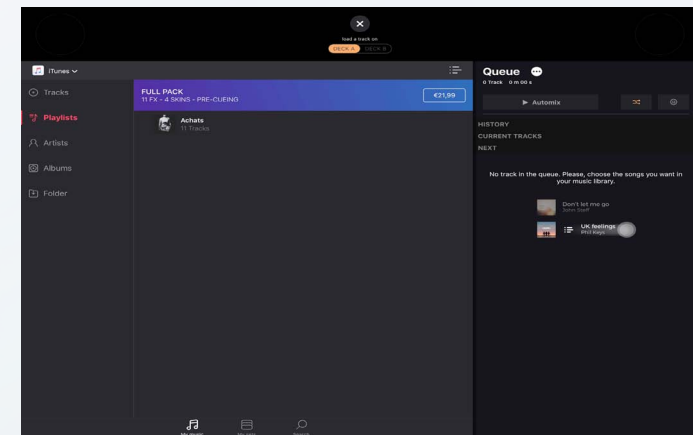 load a track on
DECK A DECK B
iTunes
Tracks
Playlists
Artists
Albums
Folder
FULL PACK
11 FX - 4 SKINS - PRE-CUEING
€21,99
Achats
11 Tracks
My music
Search
Queue
0 Track 0 m 00 s
Automix
HISTORY
CURRENT TRACKS
NEXT
No track in the queue. Please, choose the songs you want in
your music library.
Don't let me go
John Steff
UK feelings
Phil Keys